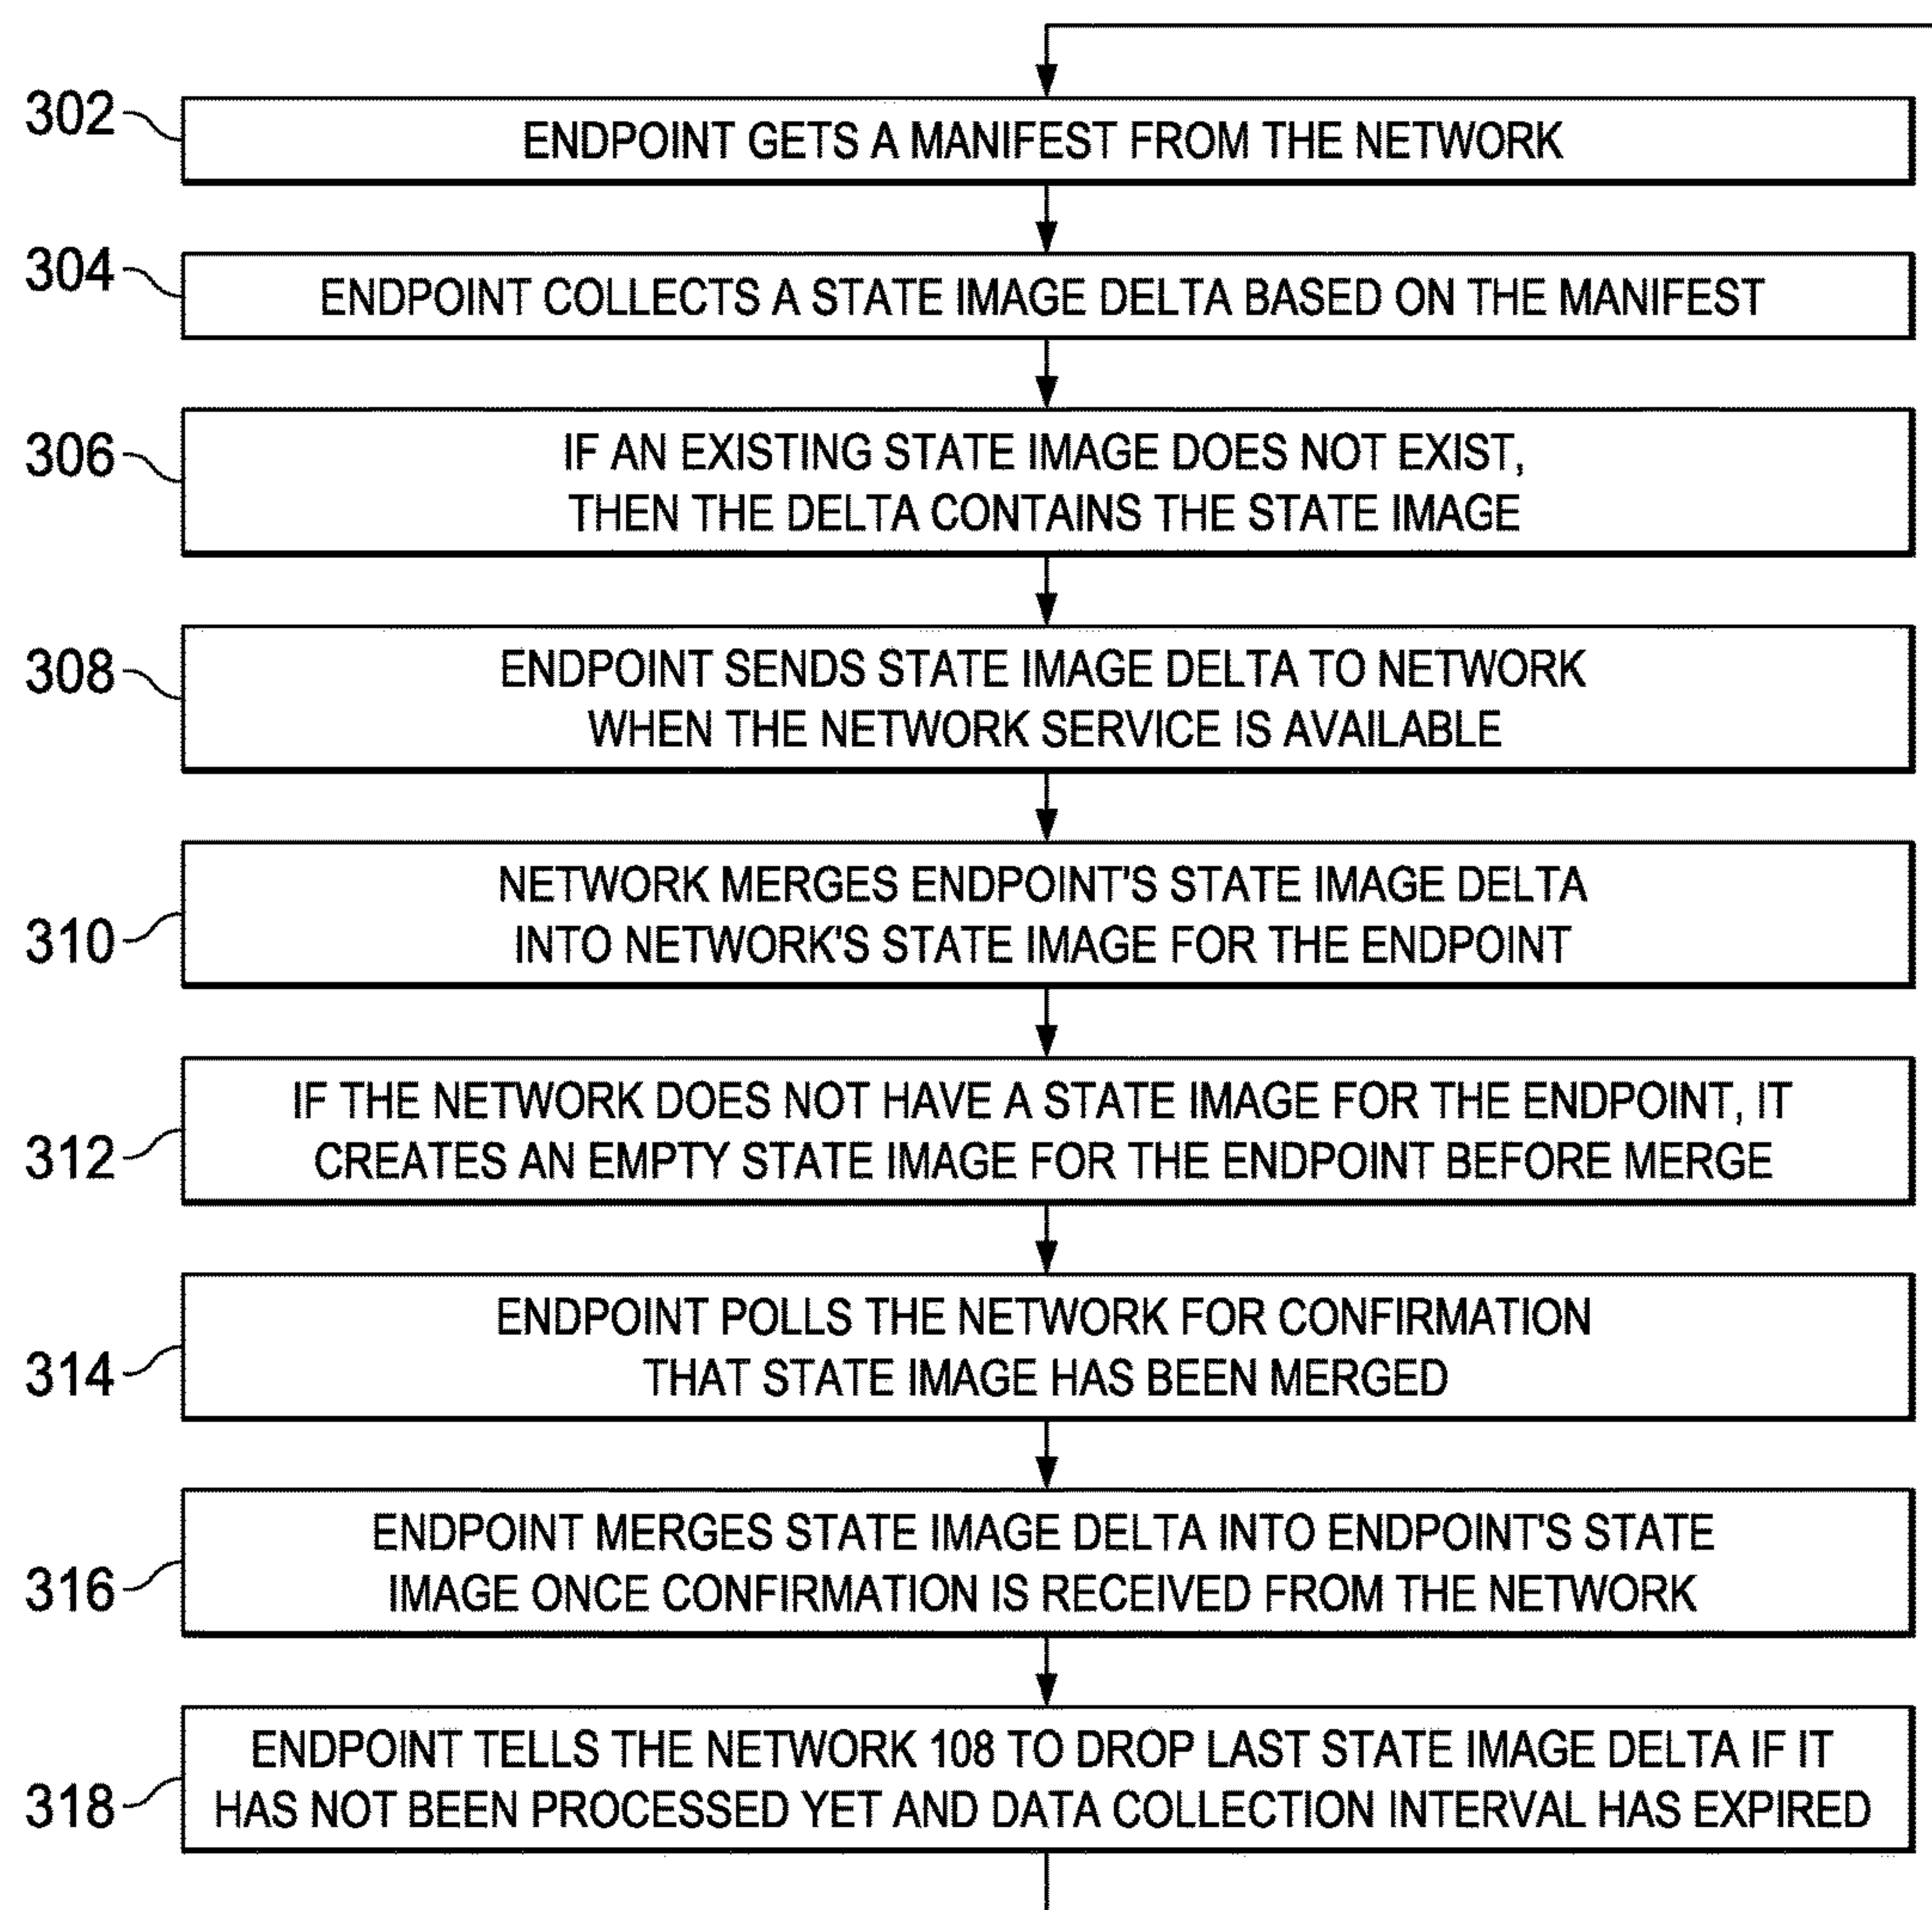 302
ENDPOINT GETS A MANIFEST FROM THE NETWORK
304
ENDPOINT COLLECTS A STATE IMAGE DELTA BASED ON THE MANIFEST
306
IF AN EXISTING STATE IMAGE DOES NOT EXIST,
THEN THE DELTA CONTAINS THE STATE IMAGE
308
ENDPOINT SENDS STATE IMAGE DELTA TO NETWORK
WHEN THE NETWORK SERVICE IS AVAILABLE
310
NETWORK MERGES ENDPOINT'S STATE IMAGE DELTA
INTO NETWORK'S STATE IMAGE FOR THE ENDPOINT
312
IF THE NETWORK DOES NOT HAVE A STATE IMAGE FOR THE ENDPOINT, IT
CREATES AN EMPTY STATE IMAGE FOR THE ENDPOINT BEFORE MERGE
314
ENDPOINT POLLS THE NETWORK FOR CONFIRMATION
THAT STATE IMAGE HAS BEEN MERGED
316
ENDPOINT MERGES STATE IMAGE DELTA INTO ENDPOINT'S STATE
IMAGE ONCE CONFIRMATION IS RECEIVED FROM THE NETWORK
318
ENDPOINT TELLS THE NETWORK 108 TO DROP LAST STATE IMAGE DELTA IF IT
HAS NOT BEEN PROCESSED YET AND DATA COLLECTION INTERVAL HAS EXPIRED